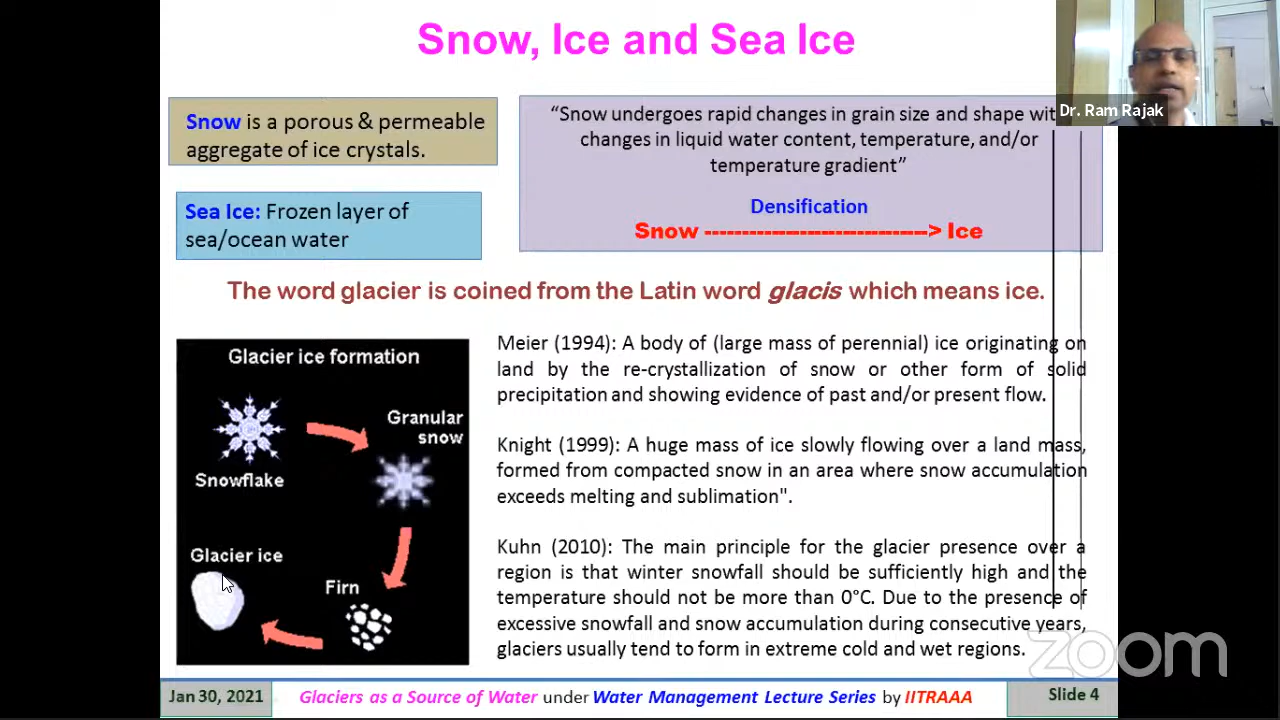 Snow, Ice and Sea Ice
Dr. Ram Rajak
Snow is a porous & permeable
aggregate of ice crystals.
Sea Ice: Frozen layer of
sea/ocean water
“Snow undergoes rapid changes in grain size and shape wit
changes in liquid water content, temperature, and/or
temperature gradient”
Densification
Snow ------------------------------> Ice
The word glacier is coined from the Latin word glacis which means ice.
Glacier ice formation
Snowflake
Granular
snow
Firn
Glacier ice
Meier (1994): A body of (large mass of perennial) ice originating on
land by the re-crystallization of snow or other form of solid
precipitation and showing evidence of past and/or present flow.
Knight (1999): A huge mass of ice slowly flowing over a land mass,
formed from compacted snow in an area where snow accumulation
exceeds melting and sublimation".
Kuhn (2010): The main principle for the glacier presence over a
region is that winter snowfall should be sufficiently high and the
temperature should not be more than 0°C. Due to the presence of
excessive snowfall and snow accumulation during consecutive years,
glaciers usually tend to form in extreme cold and wet regions.
zoom
Jan 30, 2021
Glaciers as a Source of Water under Water Management Lecture Series by IITRAAA
Slide 4